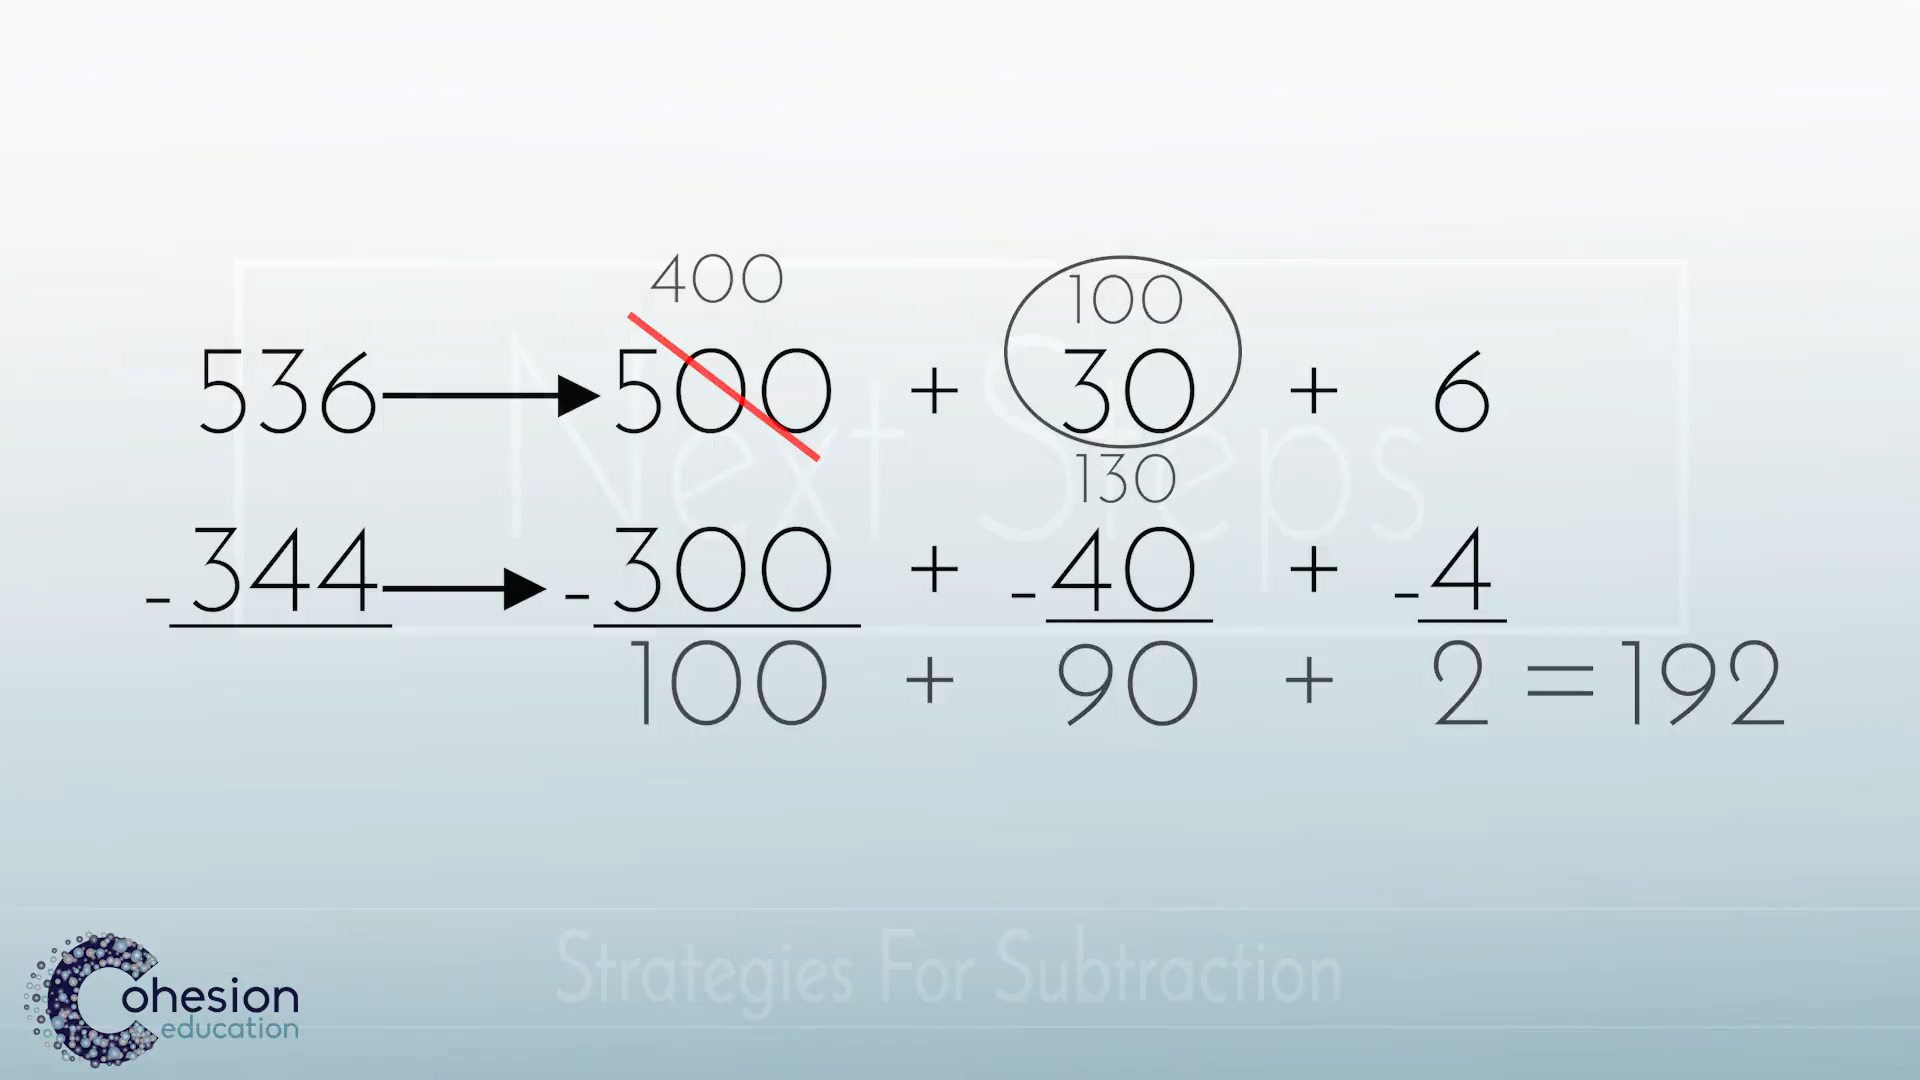 400 100
536 500 + 30 + 6
130
-344 -300 + -40 + -4
100 + 90 + 2 = 192
Next Steps
Strategies For Subtraction
Cohesion
education